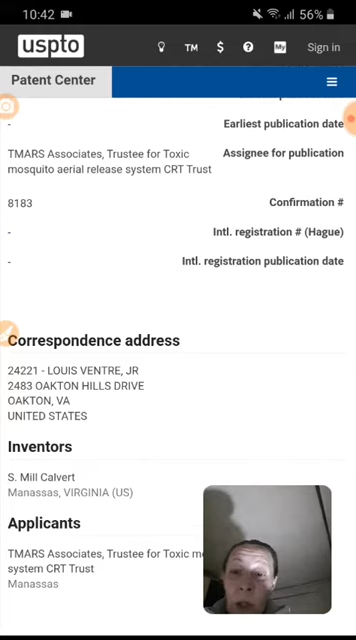 10:42
56%
uspto
TM
$
?
My
Sign in
Patent Center
Earliest publication date
-
TMARS Associates, Trustee for Toxic
mosquito aerial release system CRT Trust
Assignee for publication
8183
Confirmation #
-
Intl. registration # (Hague)
-
Intl. registration publication date
Correspondence address
24221 - LOUIS VENTRE, JR
2483 OAKTON HILLS DRIVE
OAKTON, VA
UNITED STATES
Inventors
S. Mill Calvert
Manassas, VIRGINIA (US)
Applicants
TMARS Associates, Trustee for Toxic
system CRT Trust
Manassas